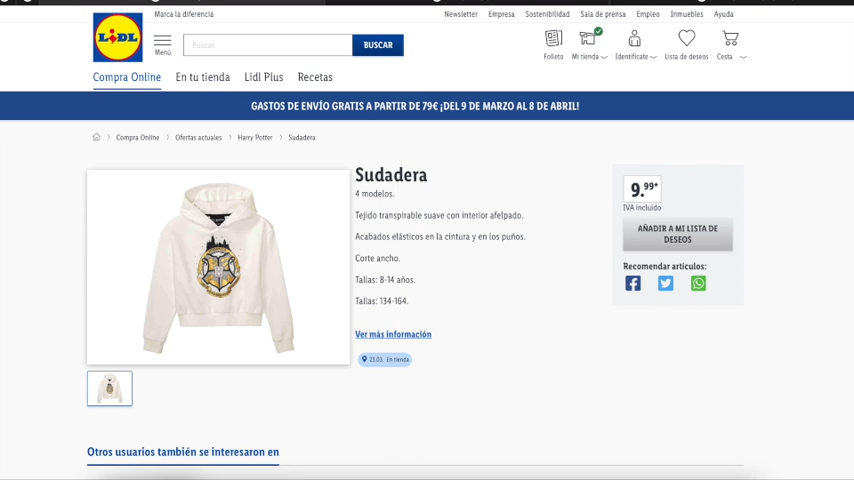 Marca la diferencia
Newsletter Empresa Sostenibilidad Sala de prensa Empleo Inmuebles Ayuda
LIDL
Menú
Buscar
BUSCAR
Folleto Mi tienda Identifícate Lista de deseos Cesta
Compra Online En tu tienda Lidl Plus Recetas
GASTOS DE ENVÍO GRATIS A PARTIR DE 79€ ¡DEL 9 DE MARZO AL 8 DE ABRIL!
Compra Online Ofertas actuales Harry Potter Sudadera
Sudadera
4 modelos.
Tejido transpirable suave con interior afelpado.
Acabados elásticos en la cintura y en los puños.
Corte ancho.
Tallas: 8-14 años.
Tallas: 134-164.
Ver más información
23.03. En tienda
9.99*
IVA incluido
AÑADIR A MI LISTA DE
DESEOS
Recomendar artículos:
Otros usuarios también se interesaron en